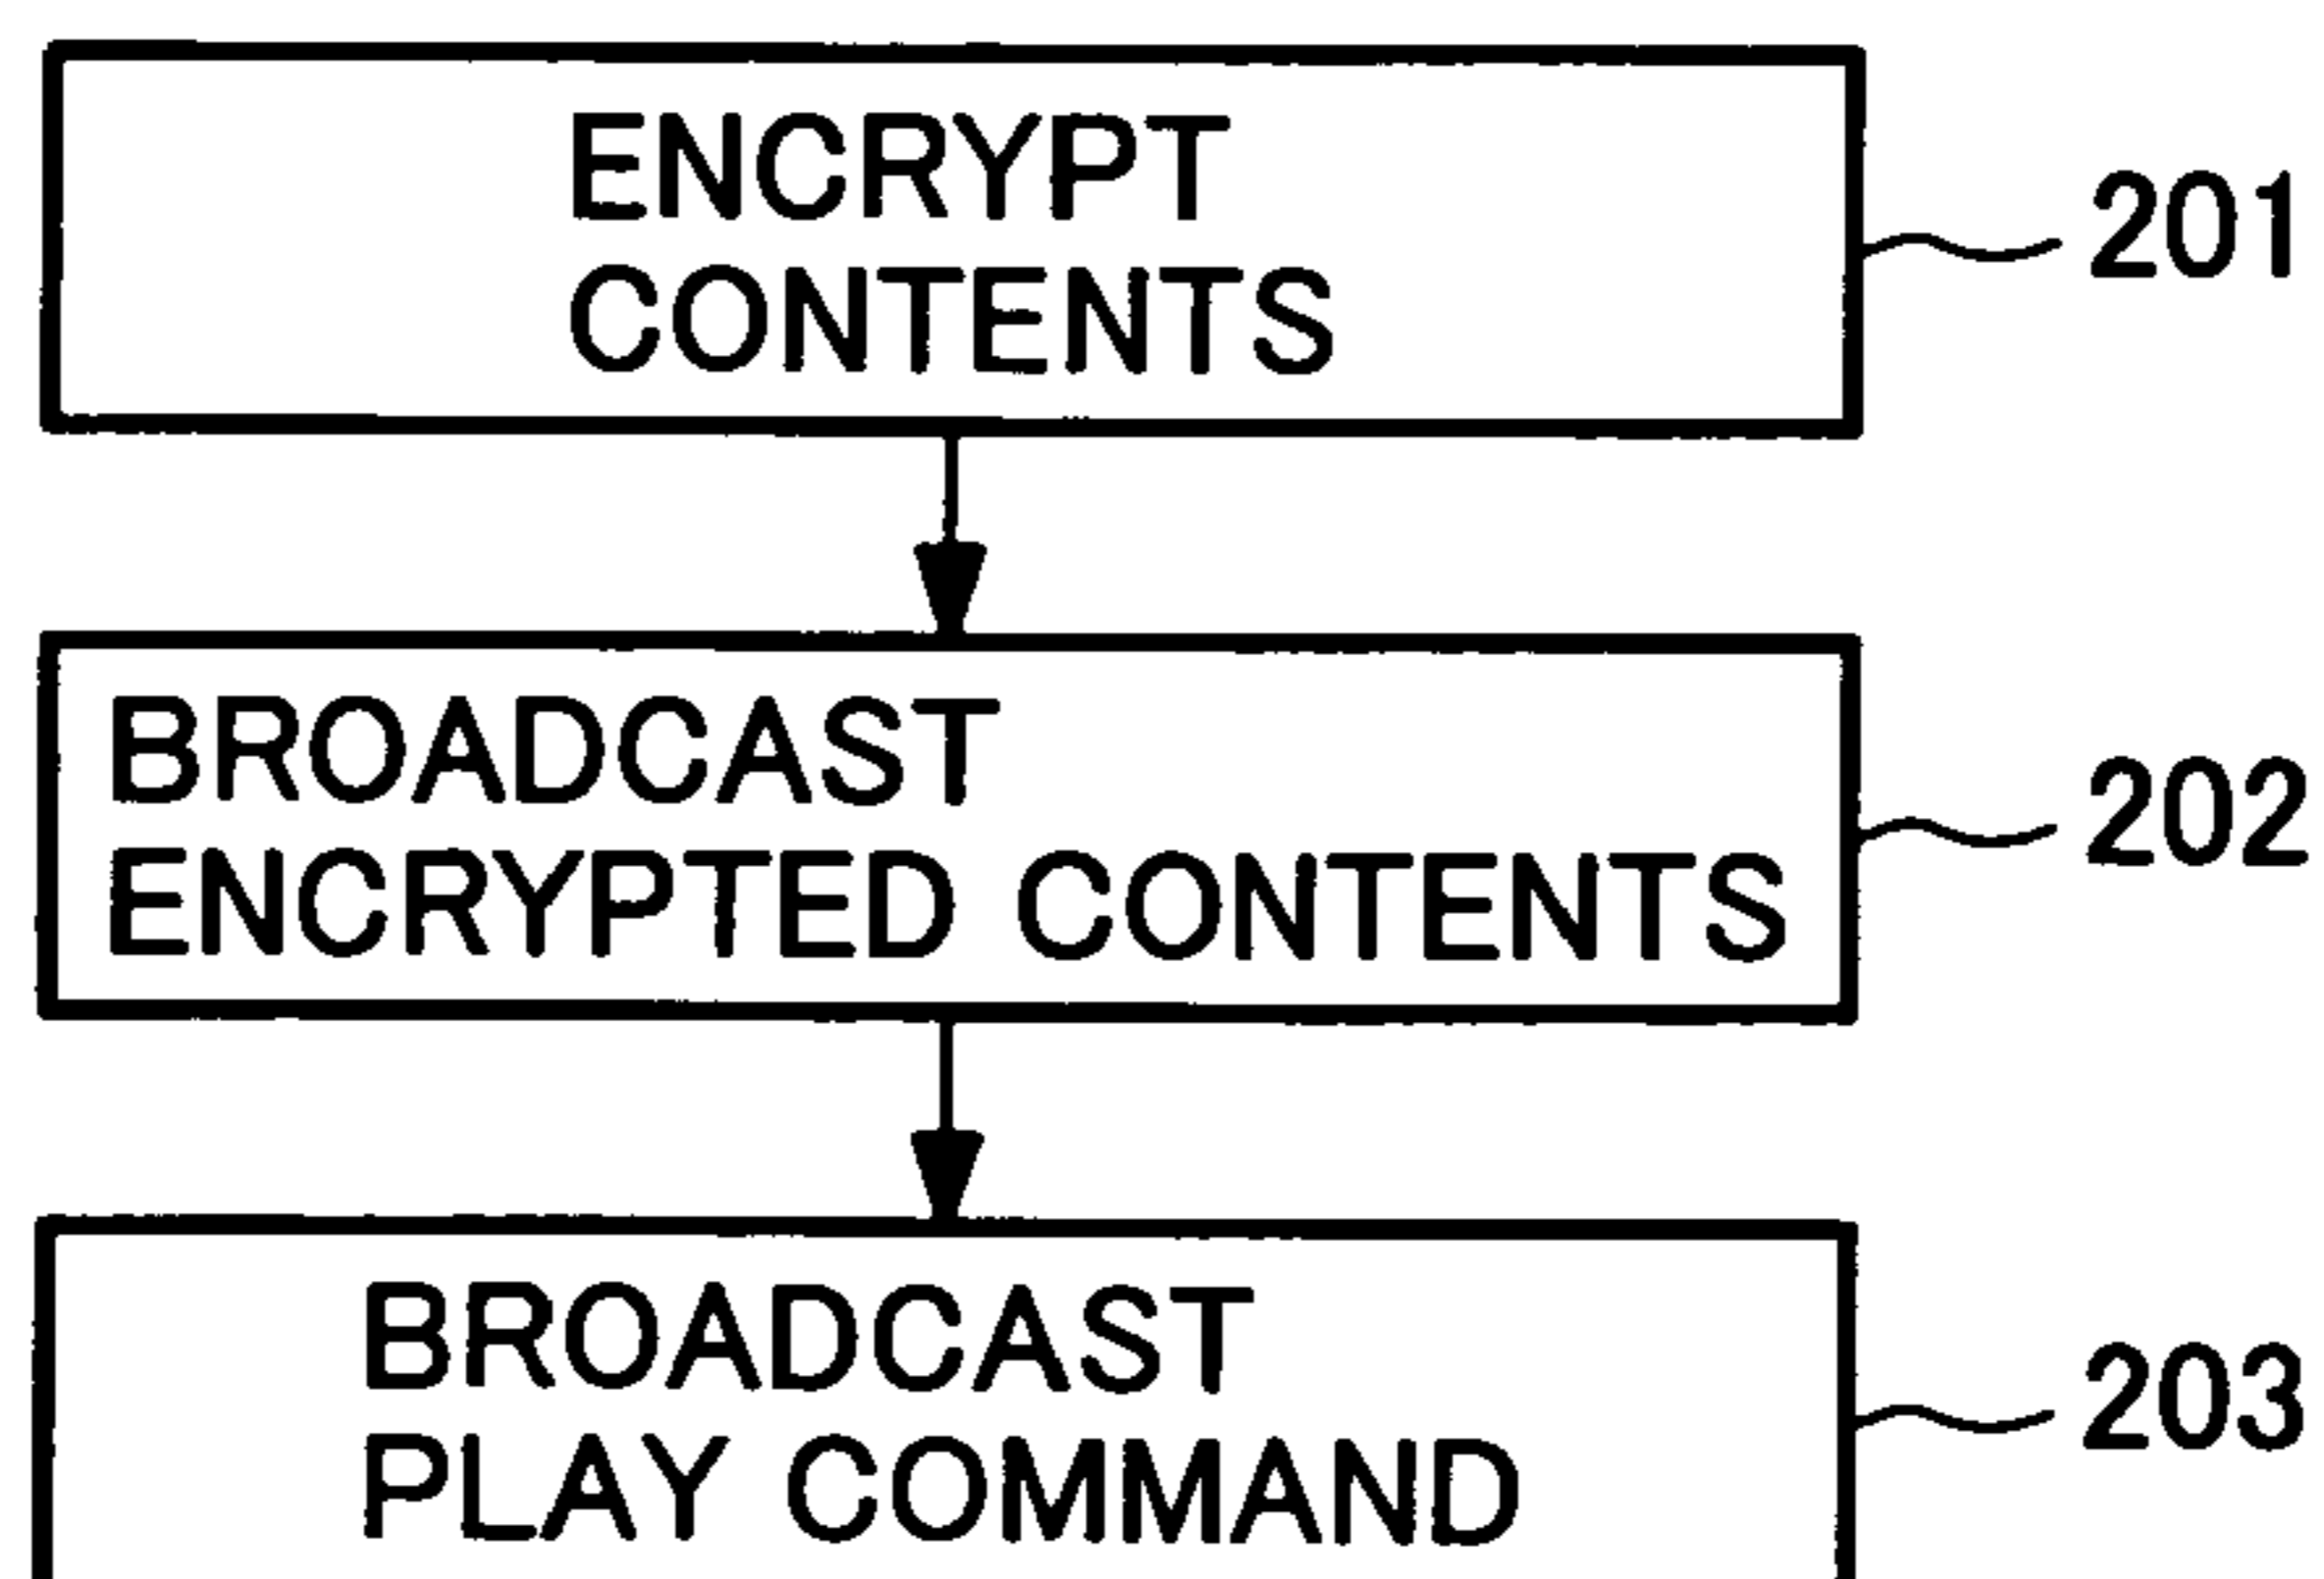 ENCRYPT
CONTENTS
201
BROADCAST
ENCRYPTED CONTENTS
202
BROADCAST
PLAY COMMAND
203